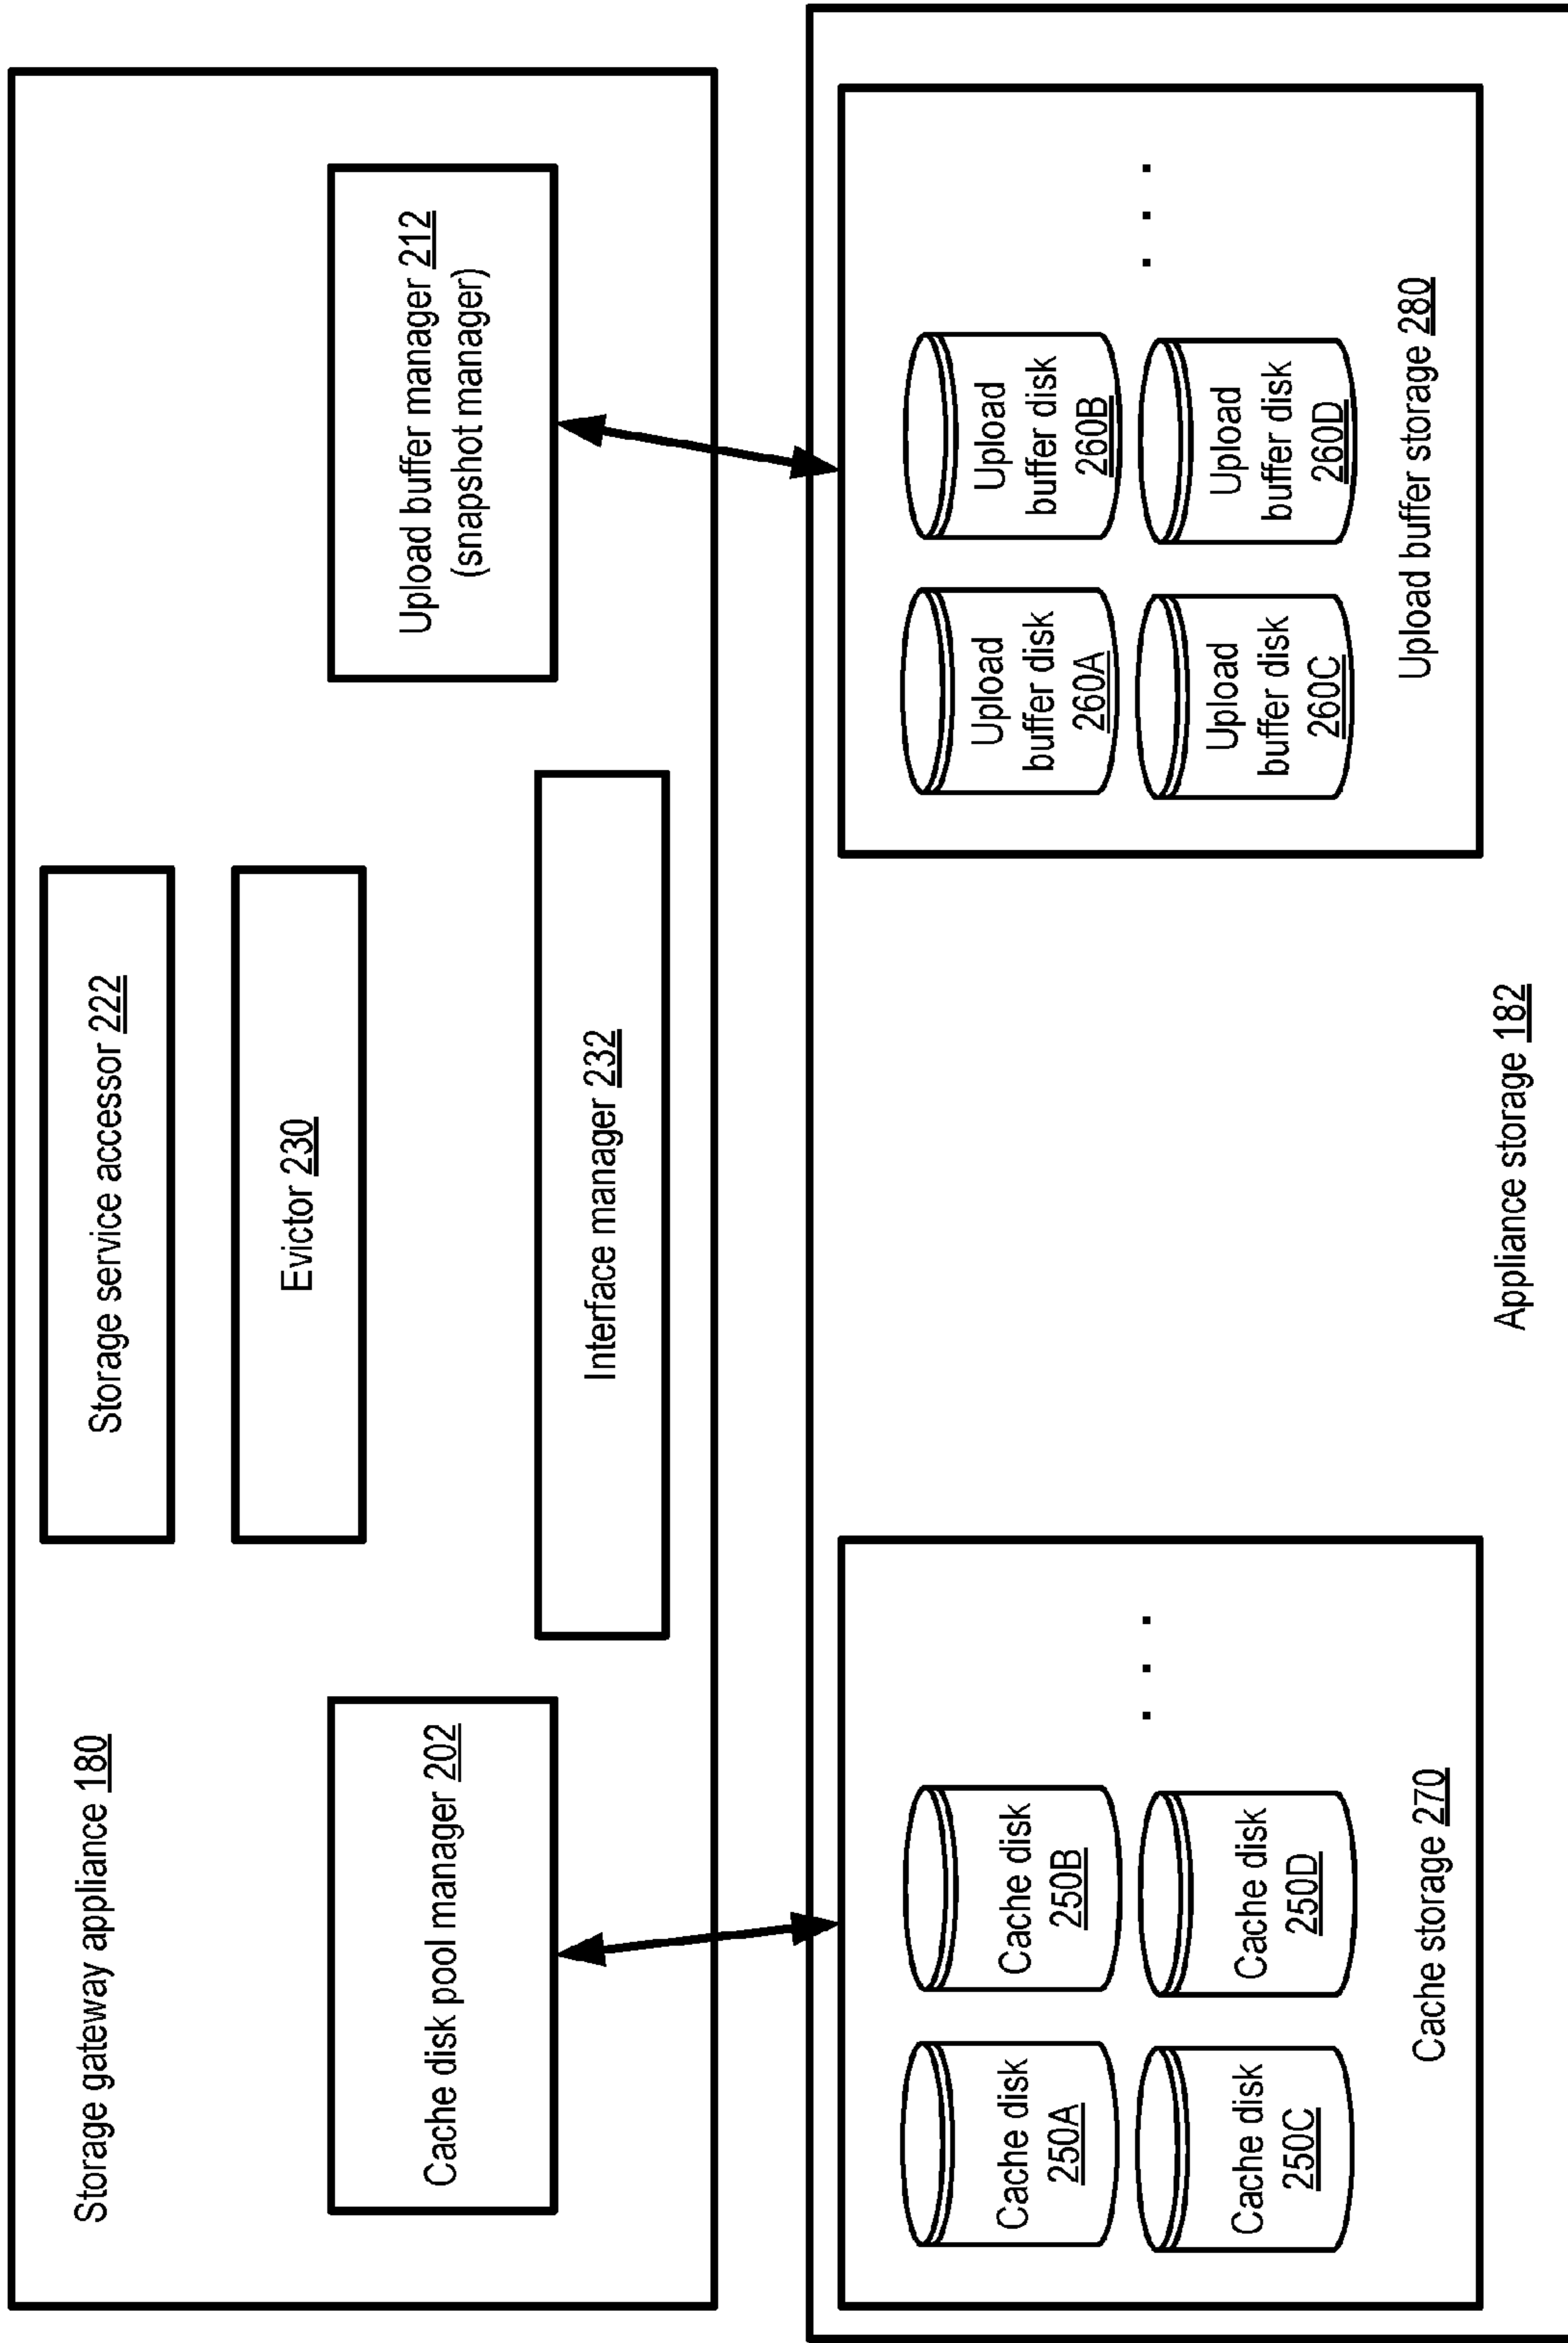 Storage gateway appliance 180
Storage service accessor 222
Evictor 230
Cache disk pool manager 202
Upload buffer manager 212
(snapshot manager)
Interface manager 232
Cache disk
250A
Cache disk
250B
Cache disk
250C
Cache disk
250D
. . .
Cache storage 270
Upload
buffer disk
260A
Upload
buffer disk
260B
Upload
buffer disk
260C
Upload
buffer disk
260D
. . .
Upload buffer storage 280
Appliance storage 182